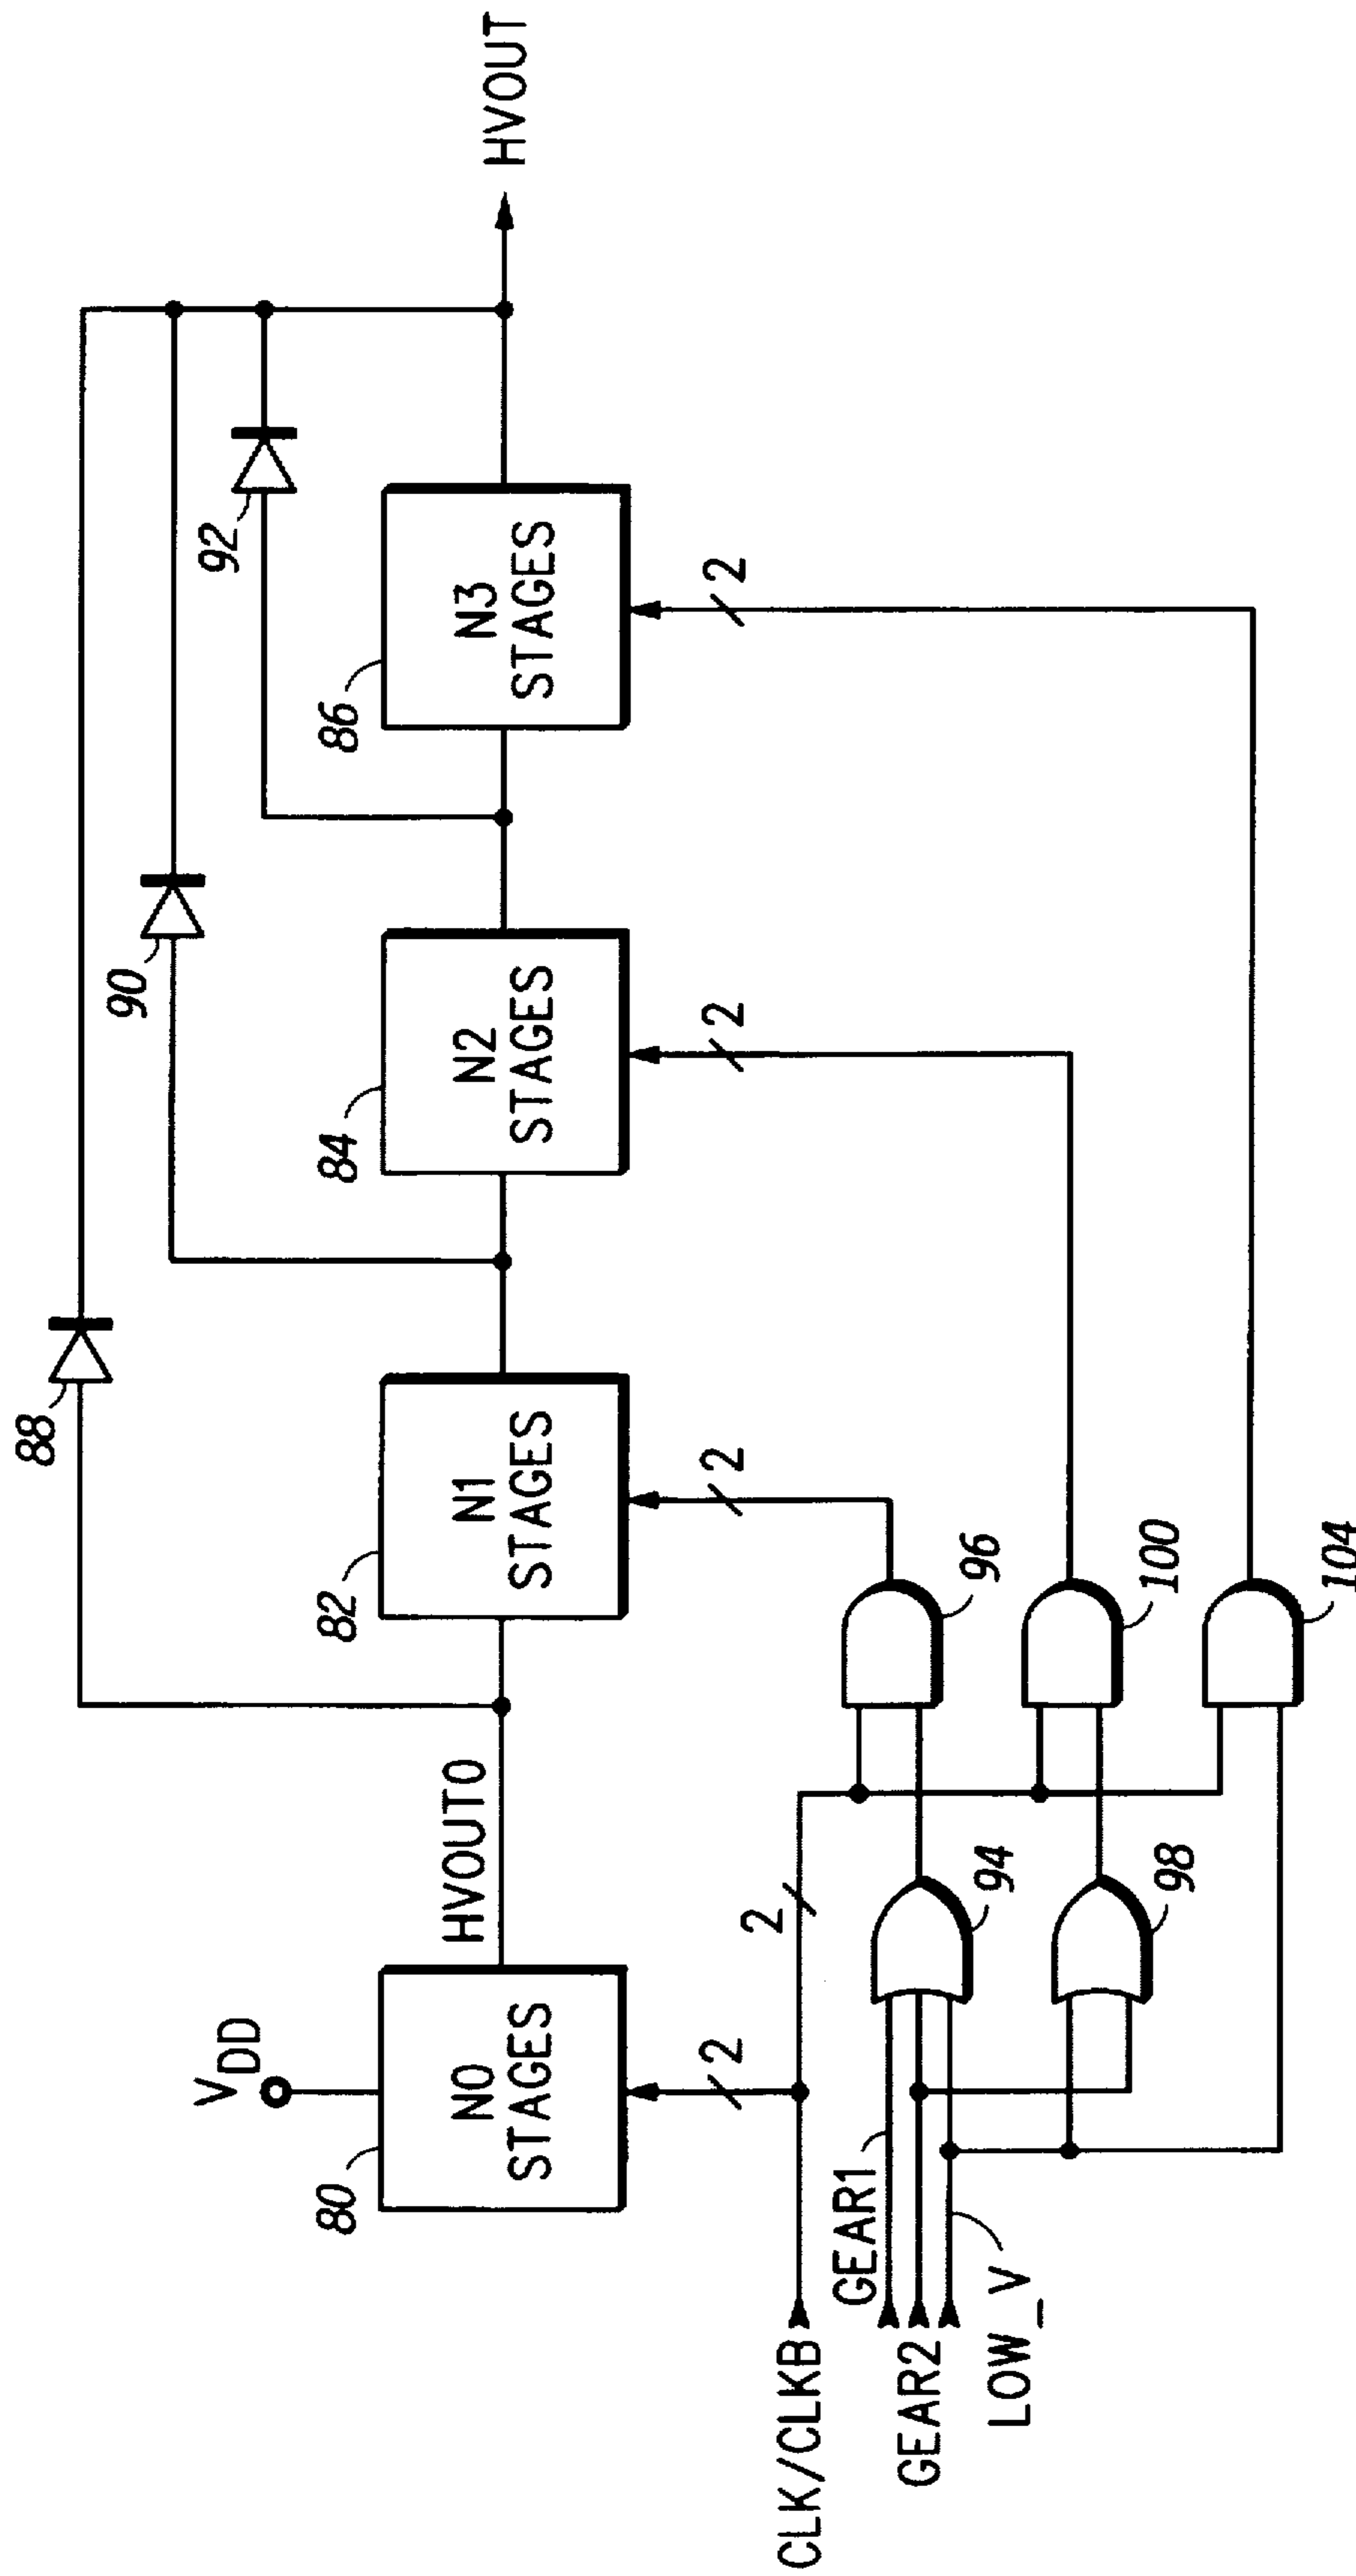 88
90
92
V DD
80
N0
STAGES
HVOUT0
82
N1
STAGES
84
N2
STAGES
86
N3
STAGES
HVOUT
2
2
2
2
2
CLK/CLKB
GEAR1
GEAR2
LOW_V
94
96
98
100
104